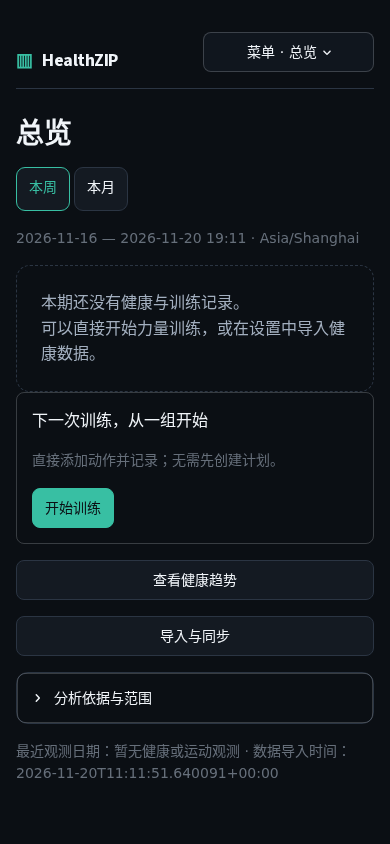 HealthZIP
菜单 · 总览
总览
本周
本月
2026-11-16 — 2026-11-20 19:11 · Asia/Shanghai
本期还没有健康与训练记录。
可以直接开始力量训练，或在设置中导入健
康数据。
下一次训练，从一组开始
直接添加动作并记录；无需先创建计划。
开始训练
查看健康趋势
导入与同步
分析依据与范围
最近观测日期：暂无健康或运动观测 · 数据导入时间：
2026-11-20T11:11:51.640091+00:00